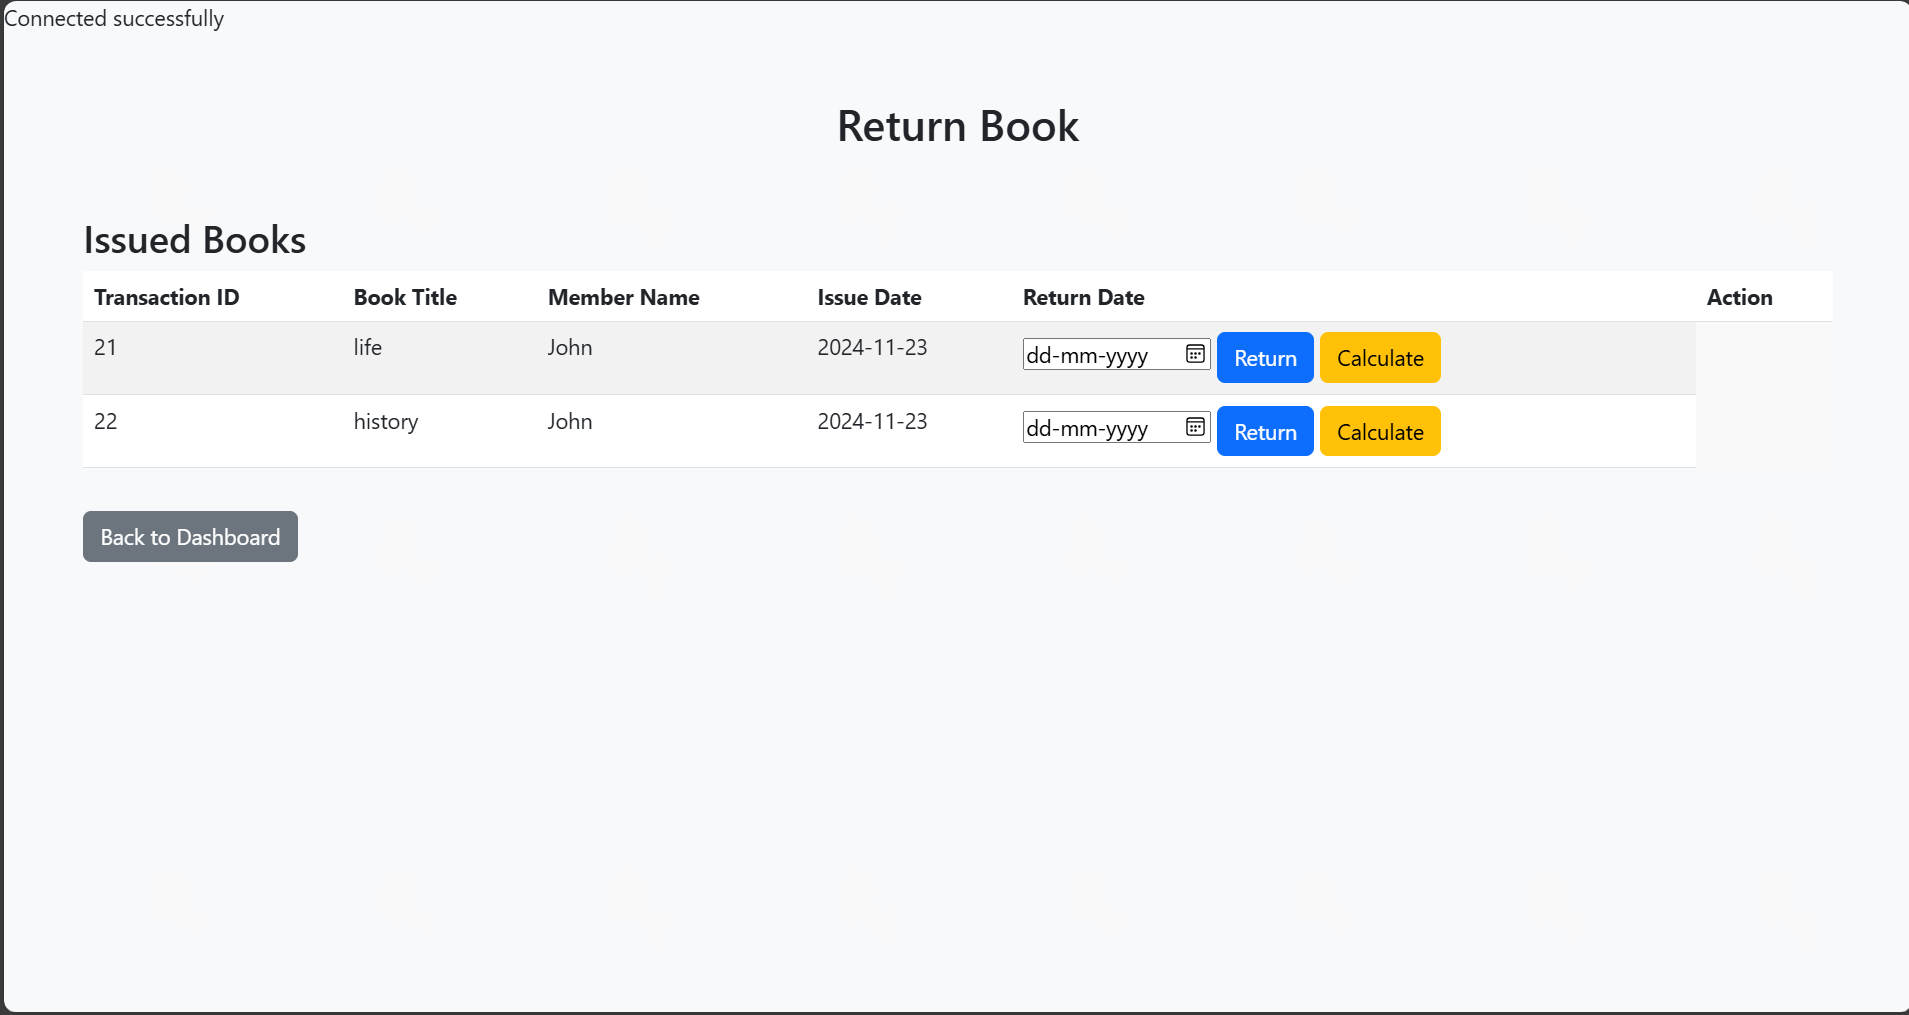 Connected successfully
Return Book
Issued Books
Transaction ID Book Title Member Name Issue Date Return Date Action
21 life John 2024-11-23 dd-mm-yyyy Return Calculate
22 history John 2024-11-23 dd-mm-yyyy Return Calculate
Back to Dashboard